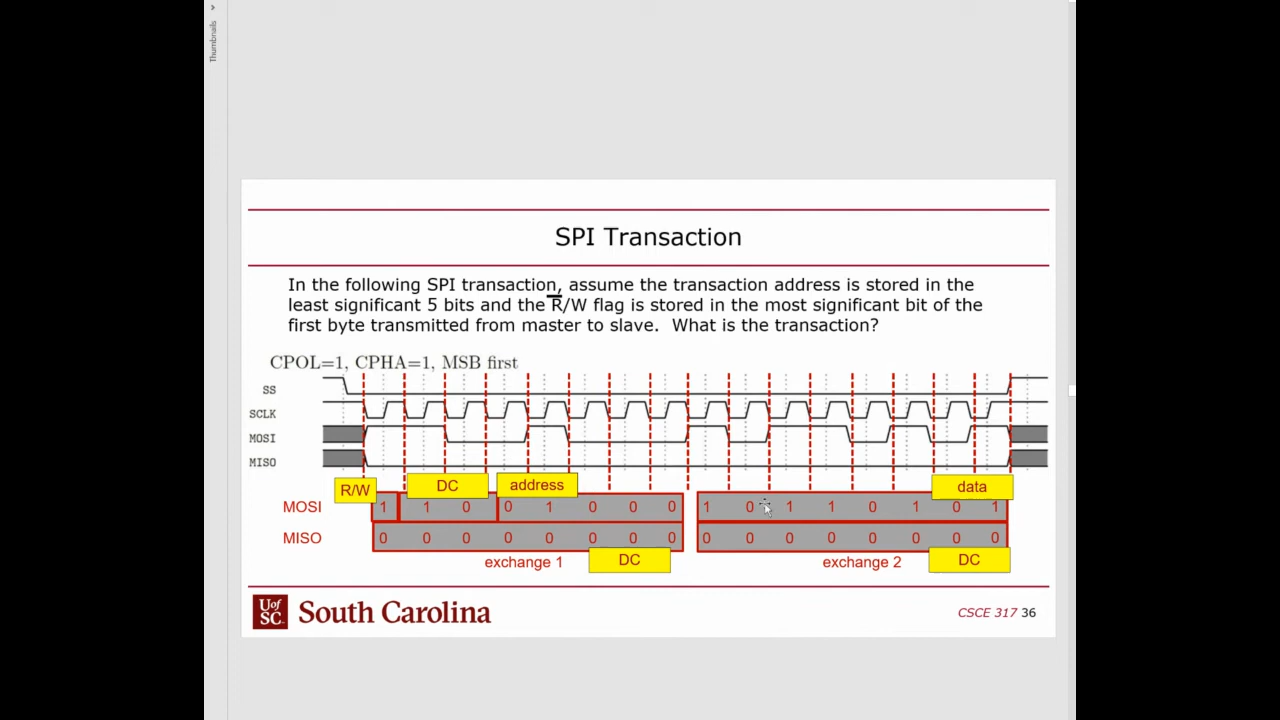 Thumbnails
SPI Transaction
In the following SPI transaction, assume the transaction address is stored in the
least significant 5 bits and the R/W flag is stored in the most significant bit of the
first byte transmitted from master to slave. What is the transaction?
CPOL=1, CPHA=1, MSB first
SS
SCLK
MOSI
MISO
R/W DC address data
MOSI 1 1 0 0 1 0 0 0 1 0 1 1 0 1 0 1
MISO 0 0 0 0 0 0 0 0 0 0 0 0 0 0 0 0
exchange 1 DC exchange 2 DC
UofSC South Carolina CSCE 317 36